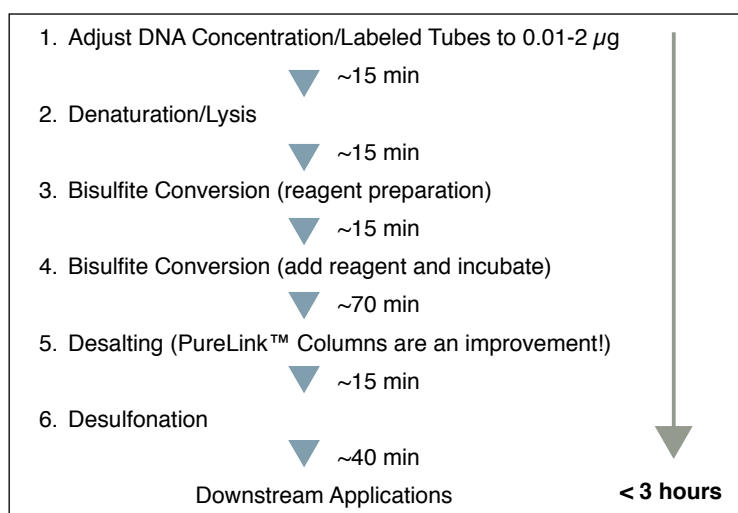 1. Adjust DNA Concentration/Labeled Tubes to 0.01-2 µg
~15 min
2. Denaturation/Lysis
~15 min
3. Bisulfite Conversion (reagent preparation)
~15 min
4. Bisulfite Conversion (add reagent and incubate)
~70 min
5. Desalting (PureLink™ Columns are an improvement!)
~15 min
6. Desulfonation
~40 min
Downstream Applications
< 3 hours